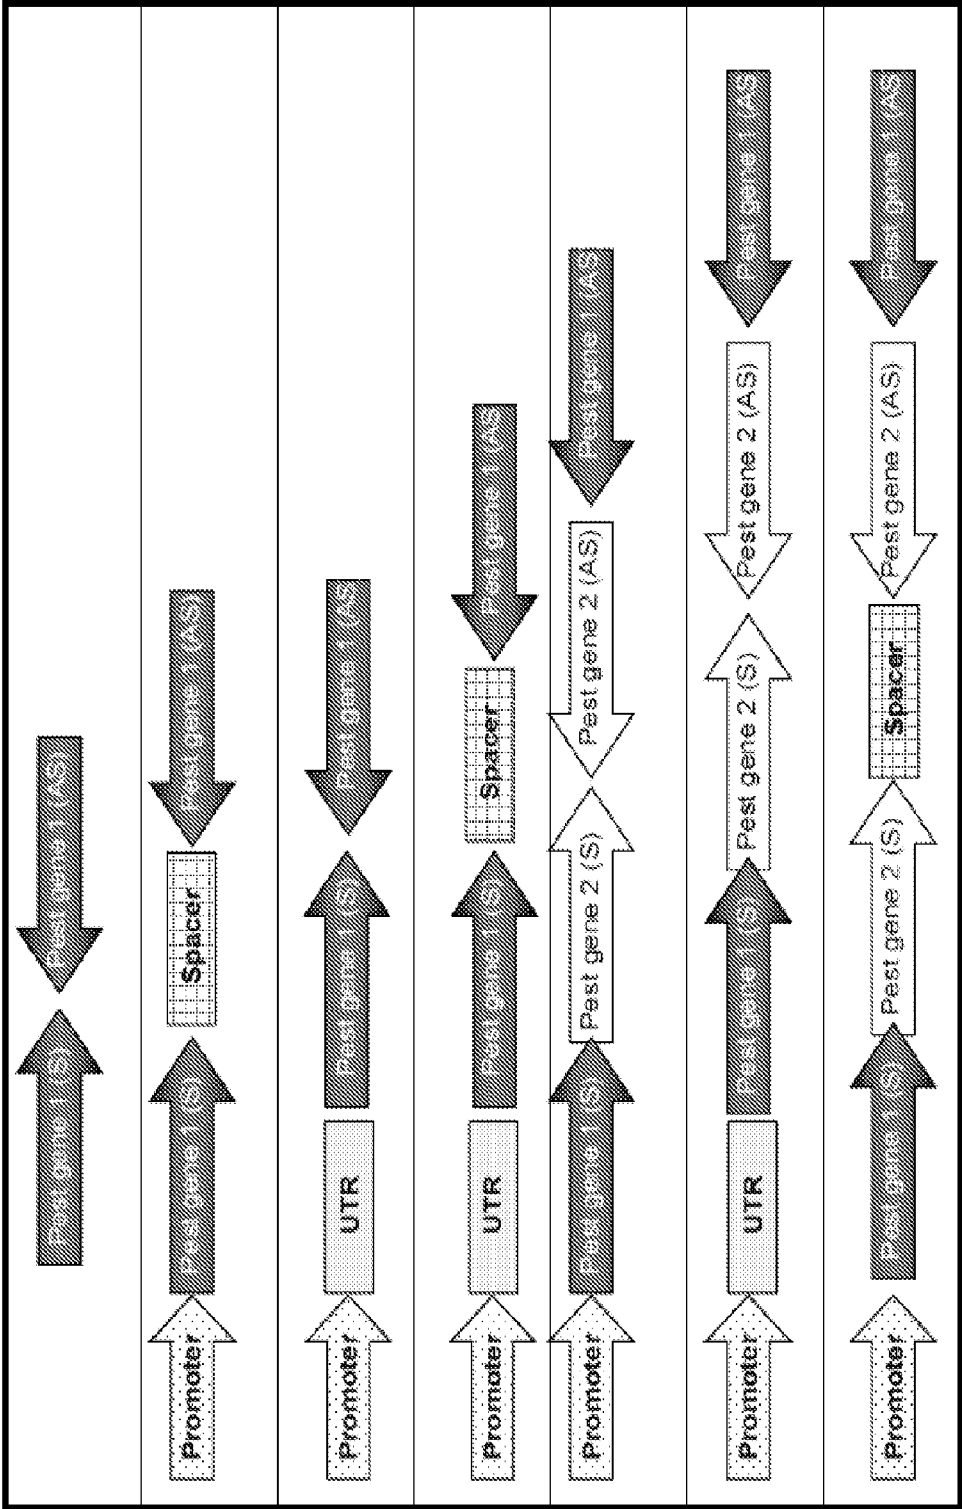 Pest gene 1 (S)
Pest gene 1 (AS)
Promoter
Pest gene 1 (S)
Spacer
Pest gene 1 (AS)
Promoter
UTR
Pest gene 1 (S)
Pest gene 1 (AS
Promoter
UTR
Pest gene 1 (S)
Spacer
Pest gene 1 (AS
Promoter
Pest gene 1 (S)
Pest gene 2 (S)
Pest gene 2 (AS)
Pest gene 1 (AS
Promoter
UTR
Pest gene 1 (S)
Pest gene 2 (S)
Pest gene 2 (AS)
Pest gene 1 (AS
Promoter
Pest gene 1 (S)
Pest gene 2 (S)
Spacer
Pest gene 2 (AS)
Pest gene 1 (AS